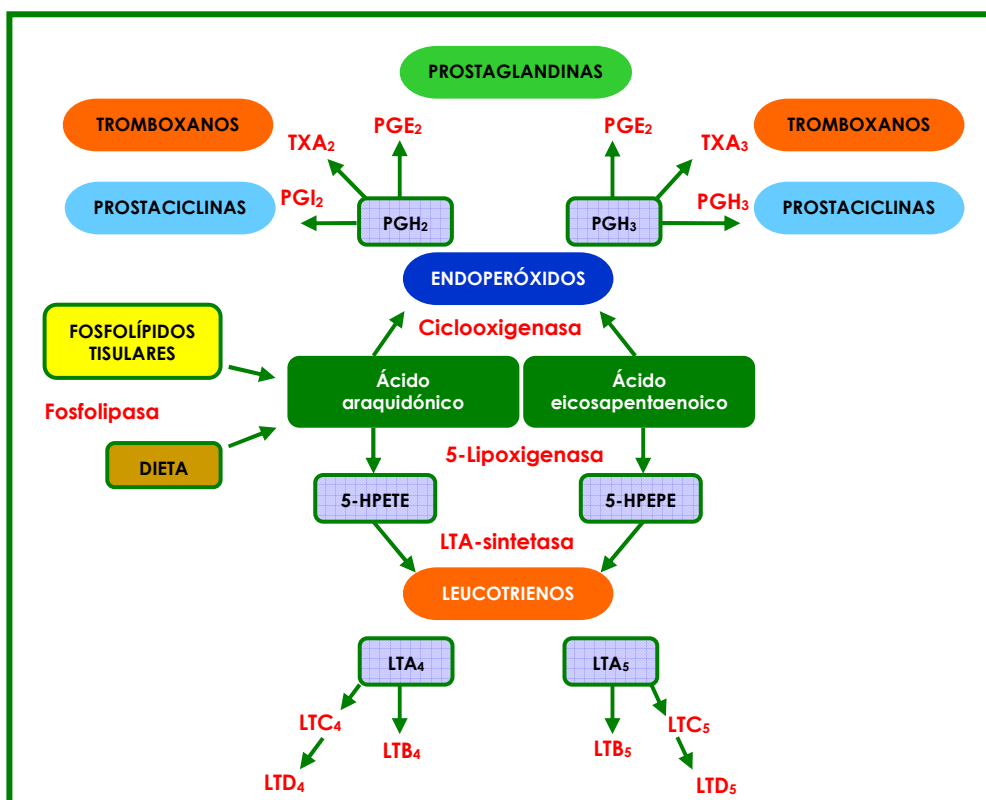 PROSTAGLANDINAS
TROMBOXANOS
TXA₂
PGE₂
PGE₂
TXA₃
TROMBOXANOS
PROSTACICLINAS
PGI₂
PGH₂
PGH₃
PGH₃
PROSTACICLINAS
ENDOPERÓXIDOS
Ciclooxigenasa
FOSFOLÍPIDOS
TISULARES
Ácido
araquidónico
Ácido
eicosapentaenoico
Fosfolipasa
DIETA
5-Lipoxigenasa
5-HPETE
5-HPEPE
LTA-sintetasa
LEUCOTRIENOS
LTA₄
LTA₅
LTC₄
LTB₄
LTB₅
LTC₅
LTD₄
LTD₅